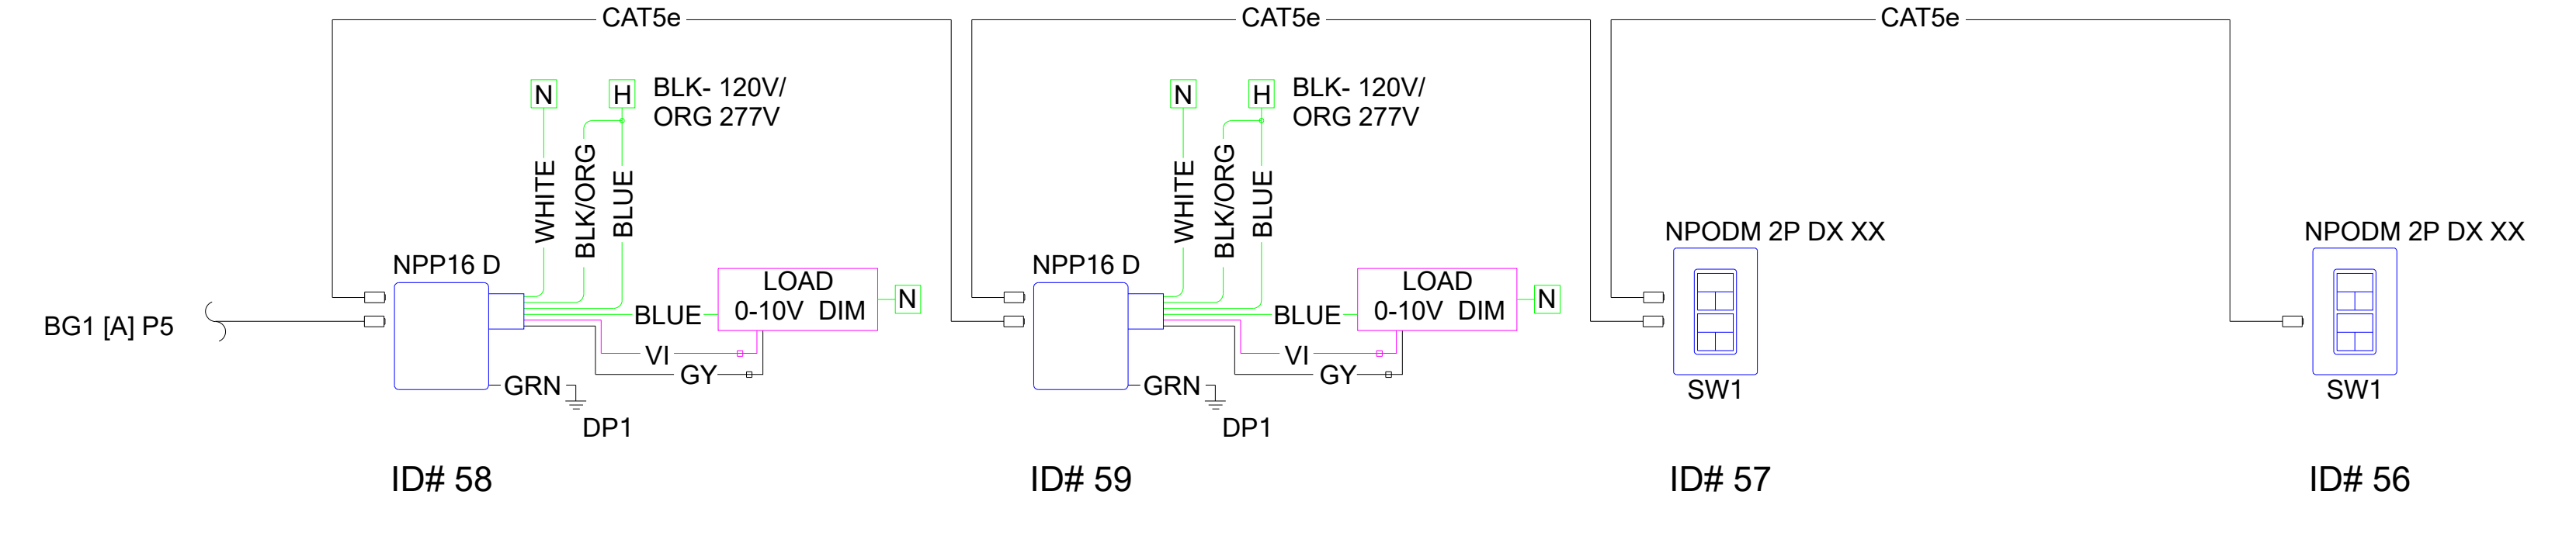 CAT5e
CAT5e
CAT5e
N
H
BLK- 120V/
ORG 277V
WHITE
BLK/ORG
BLUE
NPP16 D
LOAD
0-10V DIM
N
BLUE
VI
GY
GRN
DP1
BG1 [A] P5
ID# 58
N
H
BLK- 120V/
ORG 277V
WHITE
BLK/ORG
BLUE
NPP16 D
LOAD
0-10V DIM
N
BLUE
VI
GY
GRN
DP1
ID# 59
NPODM 2P DX XX
SW1
ID# 57
NPODM 2P DX XX
SW1
ID# 56